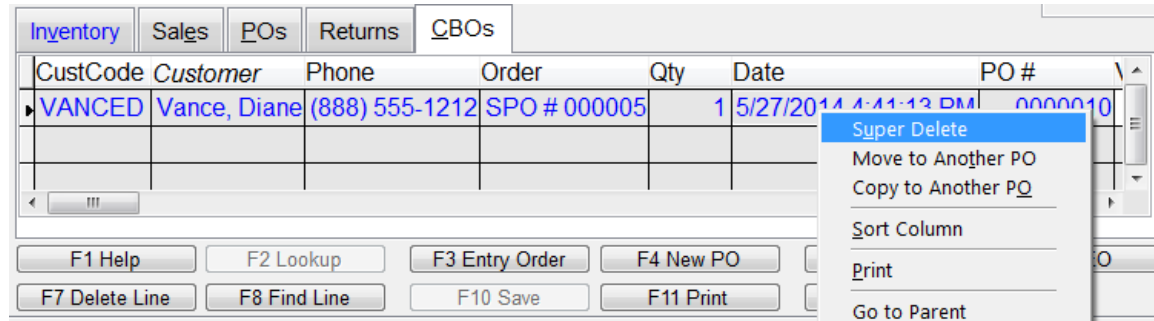 Inventory Sales POs Returns CBOs
CustCode Customer Phone Order Qty Date PO #
VANCED Vance, Diane (888) 555-1212 SPO # 000005 1 5/27/2014 4:41:13 PM 0000010
Super Delete
Move to Another PO
Copy to Another PO
Sort Column
Print
Go to Parent
F1 Help F2 Lookup F3 Entry Order F4 New PO
F7 Delete Line F8 Find Line F10 Save F11 Print